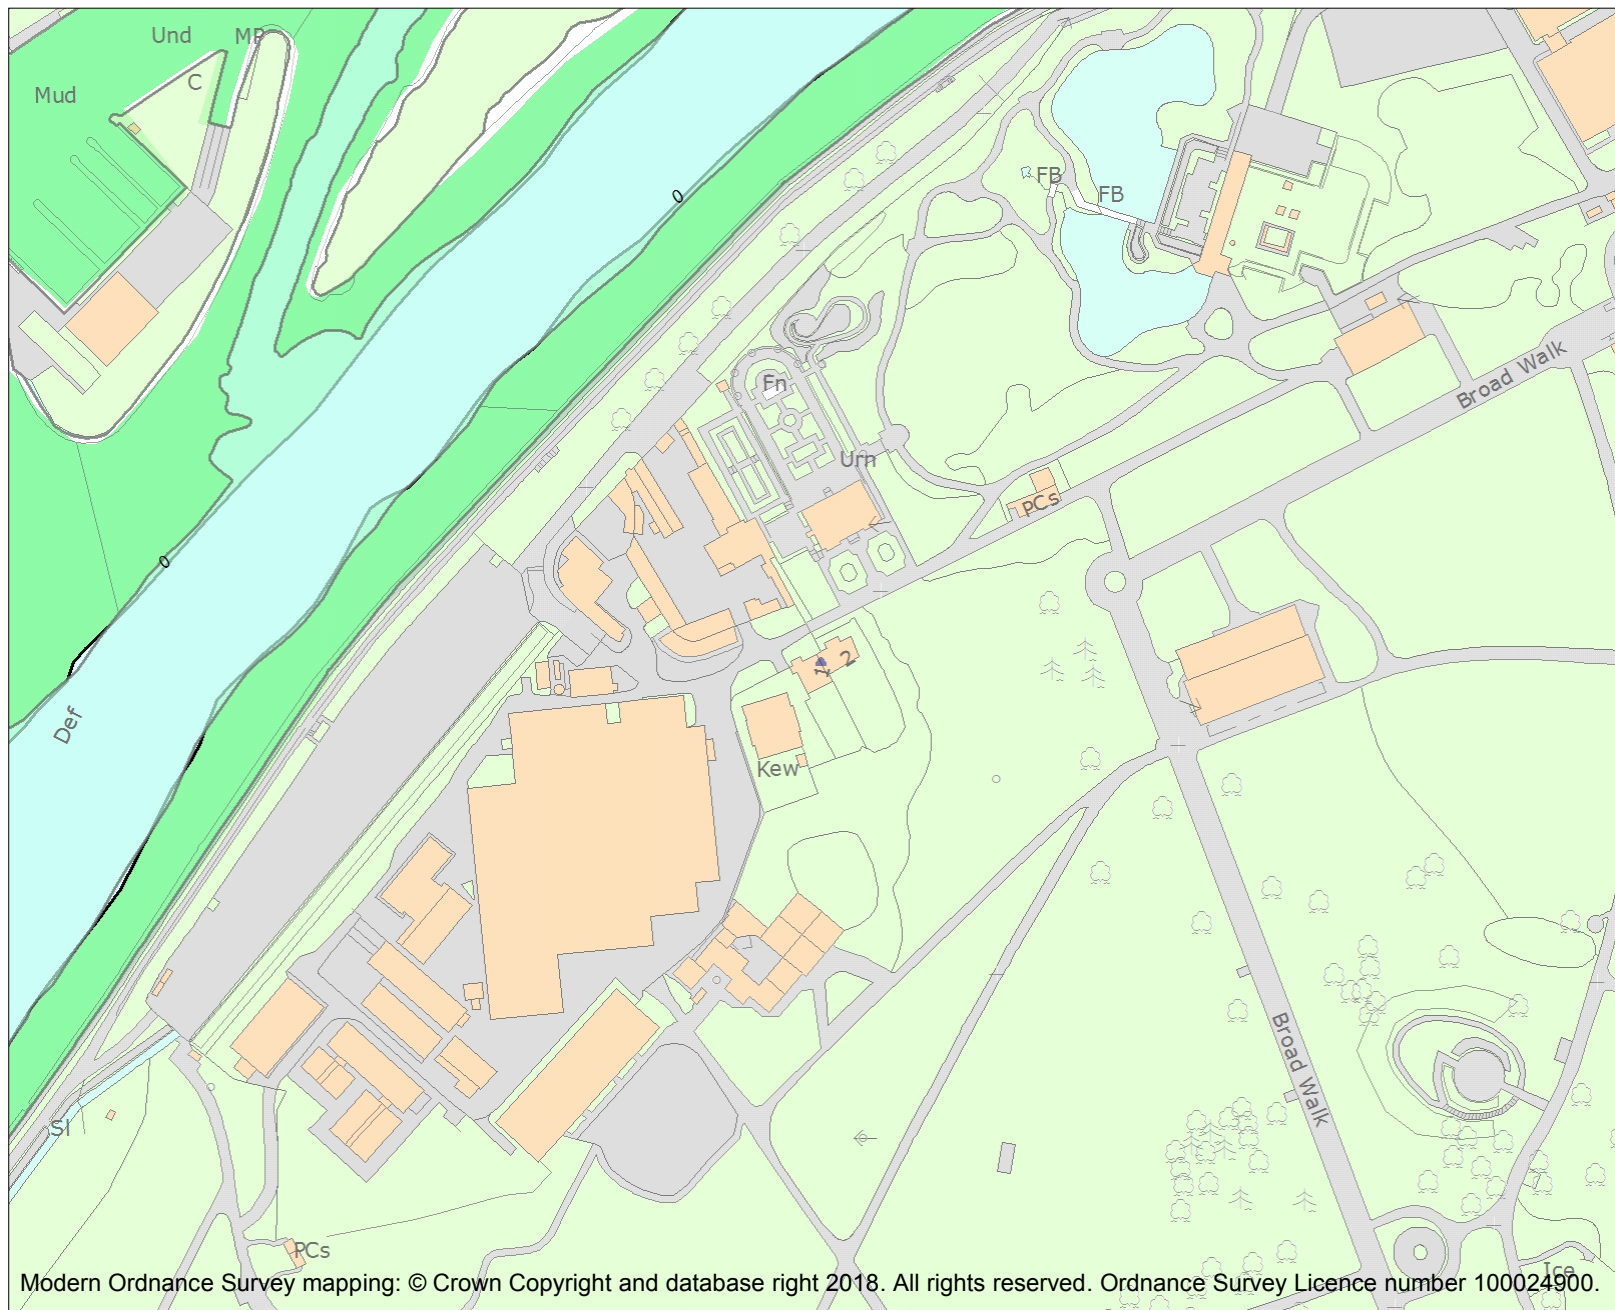 Und
MP
C
Mud
0
FB
FB
Fn
Broad Walk
Urn
PCs
0
1
2
Def
Kew
Broad Walk
Sl
PCs
Ice
Modern Ordnance Survey mapping: © Crown Copyright and database right 2018. All rights reserved. Ordnance Survey Licence number 100024900.